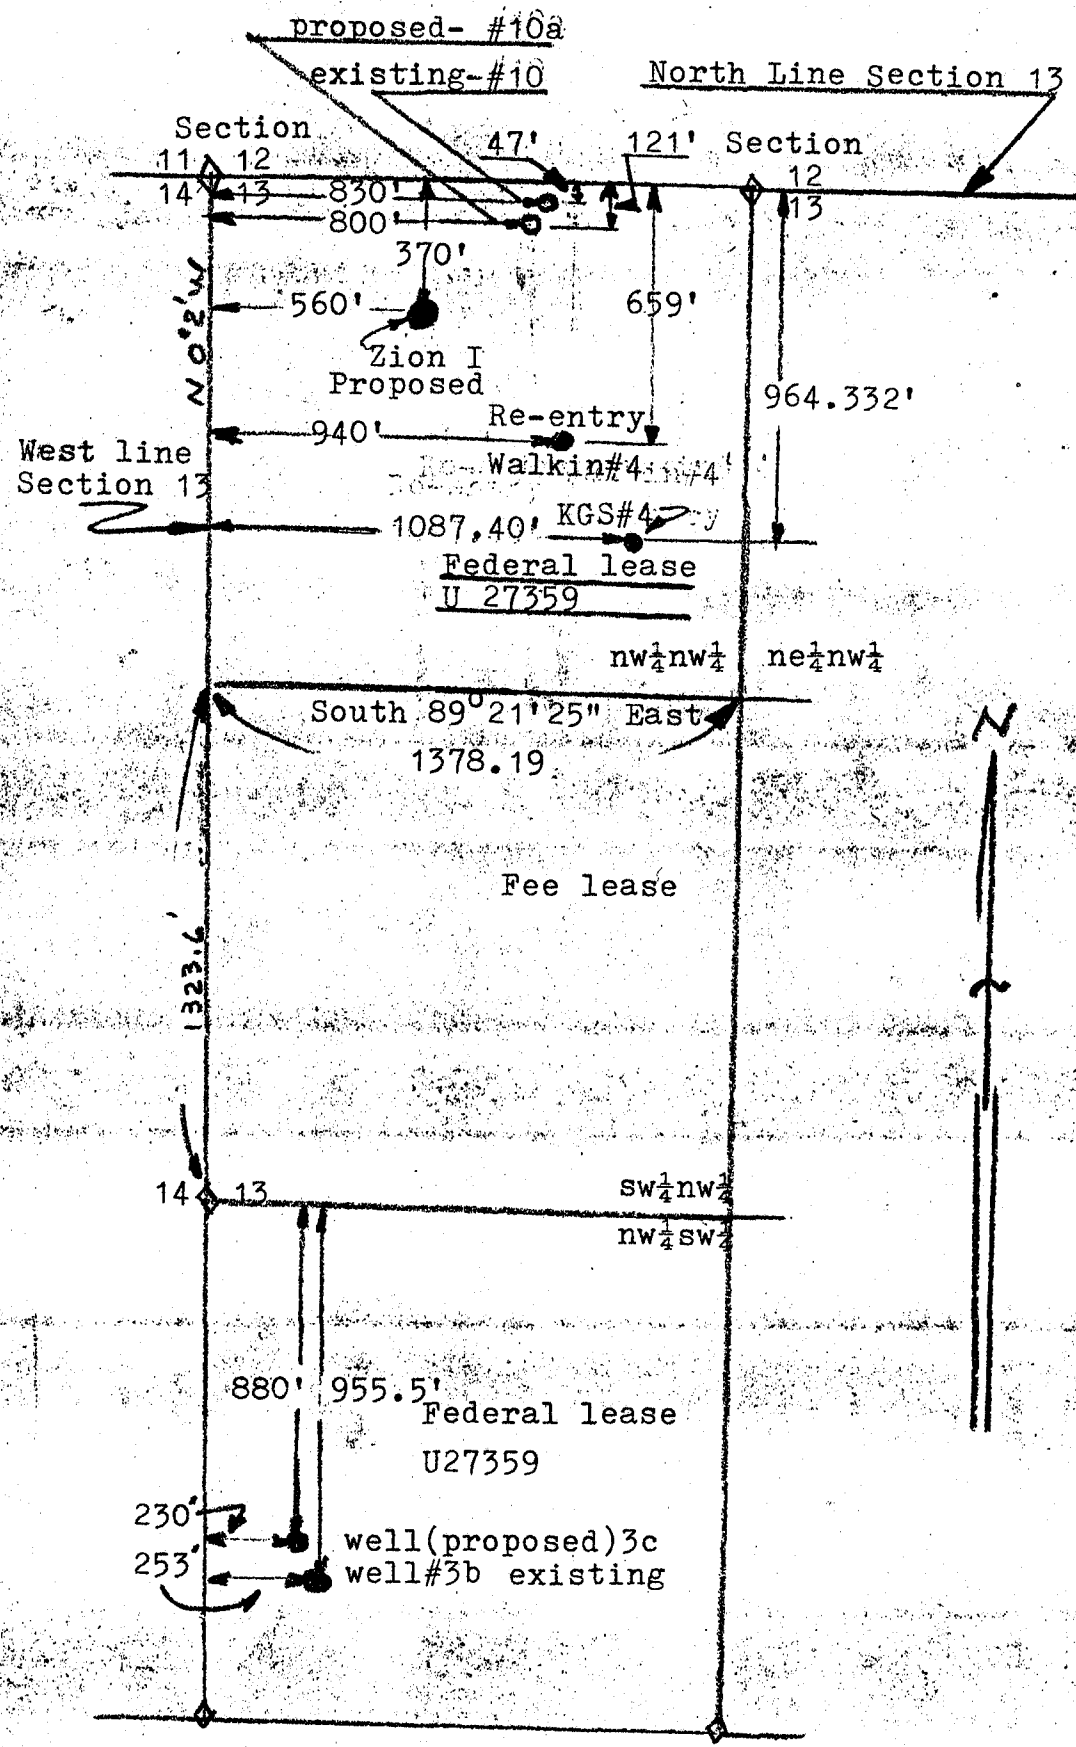 proposed- #10a
existing-#10
North Line Section 13
Section
47'
121'
Section
11 12
14 13
12
13
830'
800'
370'
560'
659'
N 0°2'W
Zion I
Proposed
964.332'
Re-entry
940'
Walkin#4
West line
Section 13
1087.40'
KGS#4
Federal lease
U 27359
nw¼nw¼
ne¼nw¼
South 89°21'25" East
1378.19
N
Fee lease
1323.6'
14 13
sw¼nw¼
nw¼sw¼
880'
955.5'
Federal lease
U27359
230'
well(proposed)3c
253'
well#3b existing